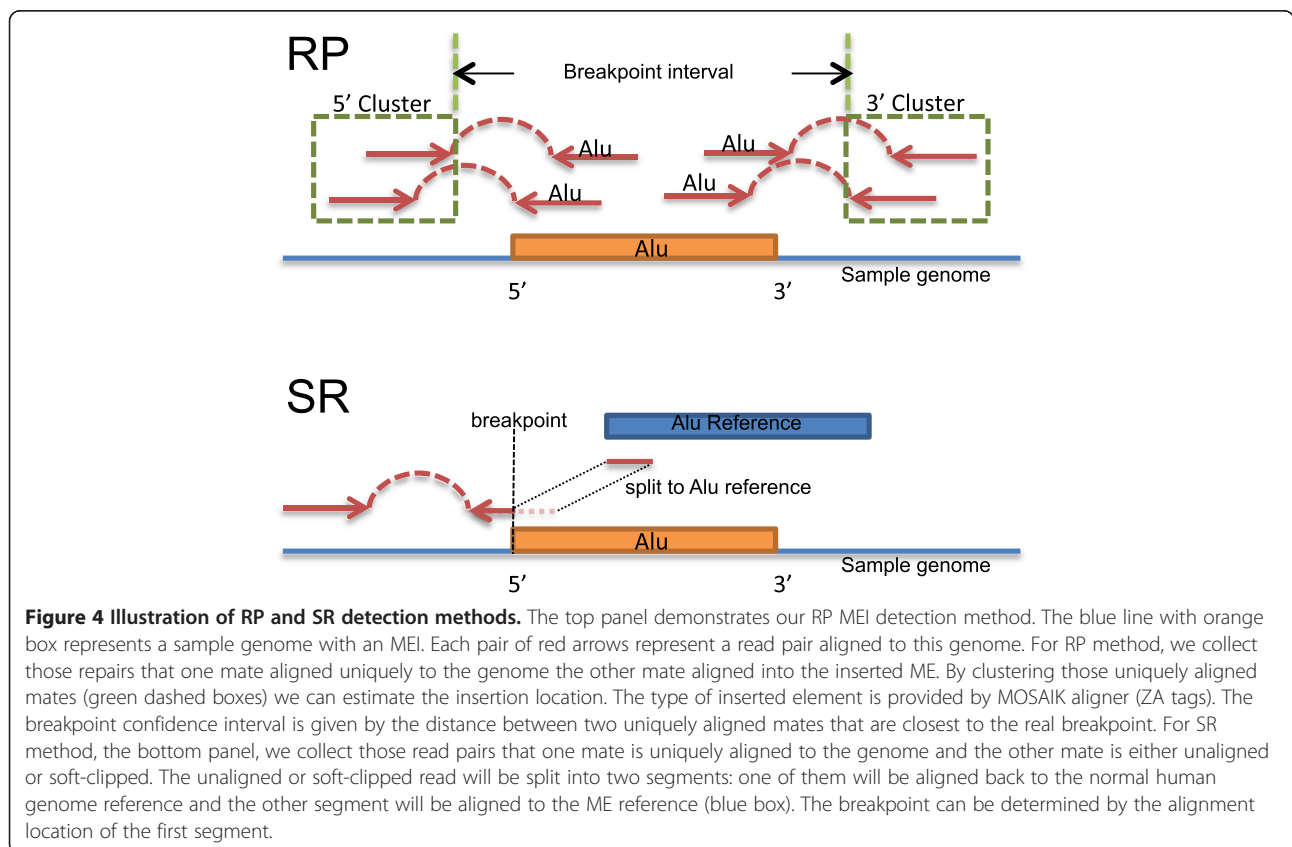 RP
Breakpoint interval
5’ Cluster
3’ Cluster
Alu
Alu
Alu
Alu
Alu
Sample genome
5’
3’
SR
breakpoint
Alu Reference
split to Alu reference
Alu
Sample genome
5’
3’
Figure 4 Illustration of RP and SR detection methods. The top panel demonstrates our RP MEI detection method. The blue line with orange
box represents a sample genome with an MEI. Each pair of red arrows represent a read pair aligned to this genome. For RP method, we collect
those repairs that one mate aligned uniquely to the genome the other mate aligned into the inserted ME. By clustering those uniquely aligned
mates (green dashed boxes) we can estimate the insertion location. The type of inserted element is provided by MOSAIK aligner (ZA tags). The
breakpoint confidence interval is given by the distance between two uniquely aligned mates that are closest to the real breakpoint. For SR
method, the bottom panel, we collect those read pairs that one mate is uniquely aligned to the genome and the other mate is either unaligned
or soft-clipped. The unaligned or soft-clipped read will be split into two segments: one of them will be aligned back to the normal human
genome reference and the other segment will be aligned to the ME reference (blue box). The breakpoint can be determined by the alignment
location of the first segment.